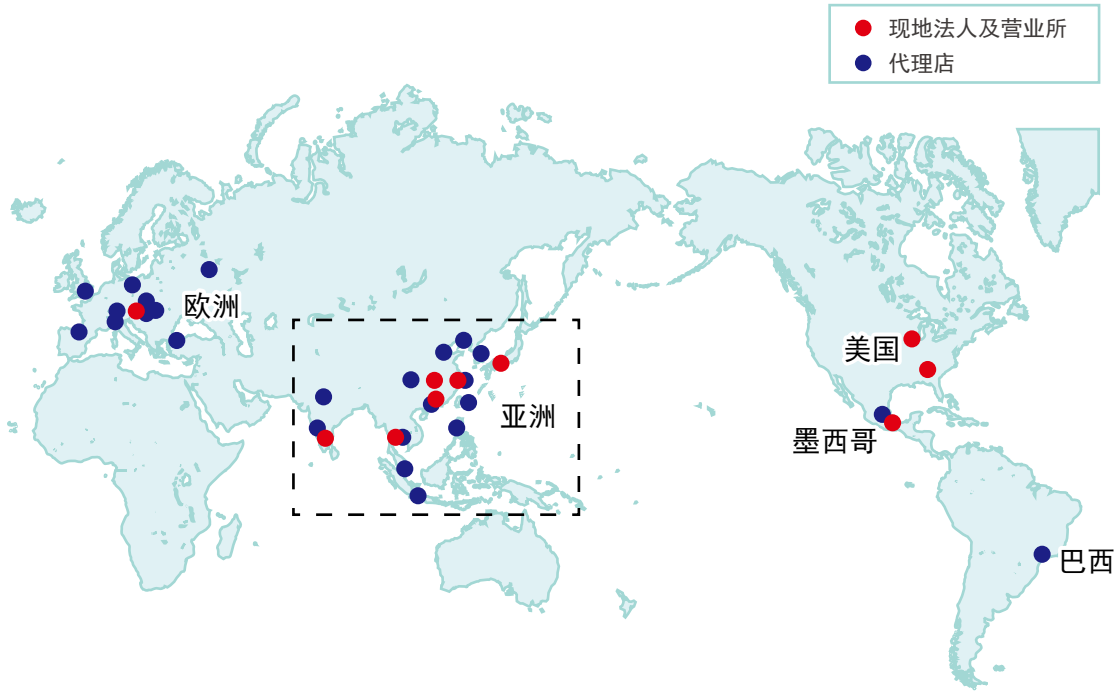 现地法人及营业所
代理店
欧洲
美国
亚洲
墨西哥
巴西